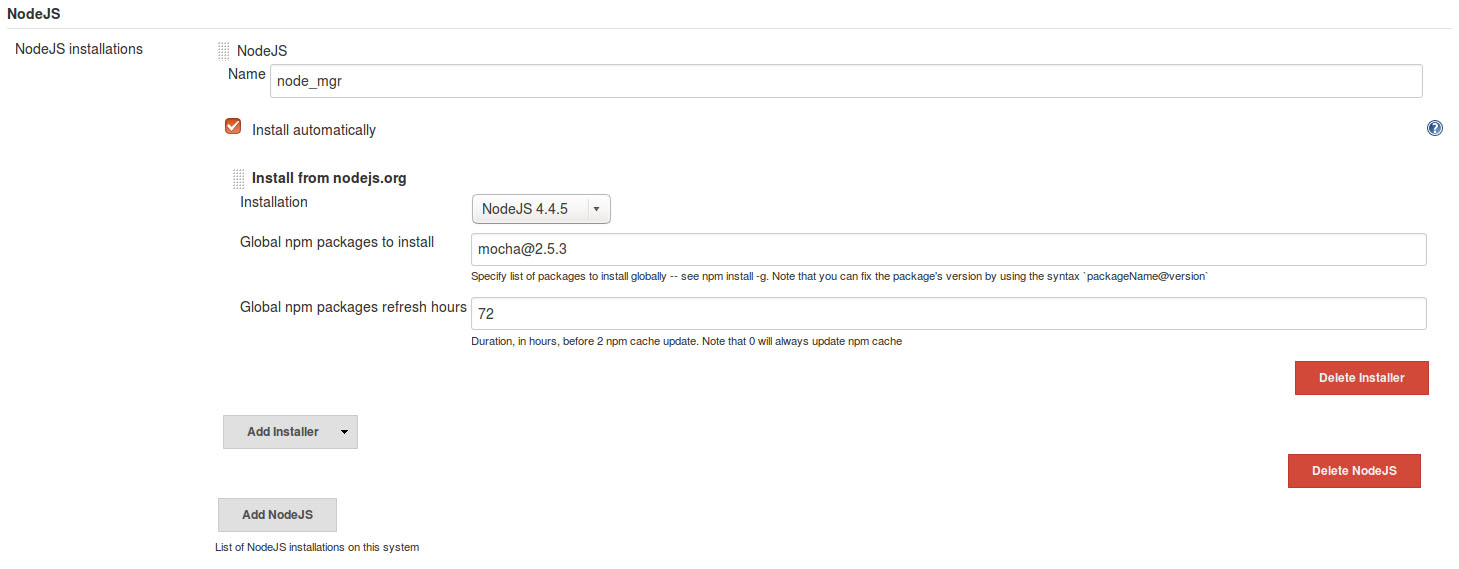 NodeJS
NodeJS installations
NodeJS
Name
node_mgr
Install automatically
?
Install from nodejs.org
Installation
NodeJS 4.4.5
Global npm packages to install
mocha@2.5.3
Specify list of packages to install globally -- see npm install -g. Note that you can fix the package's version by using the syntax `packageName@version`
Global npm packages refresh hours
72
Duration, in hours, before 2 npm cache update. Note that 0 will always update npm cache
Delete Installer
Add Installer
Delete NodeJS
Add NodeJS
List of NodeJS installations on this system